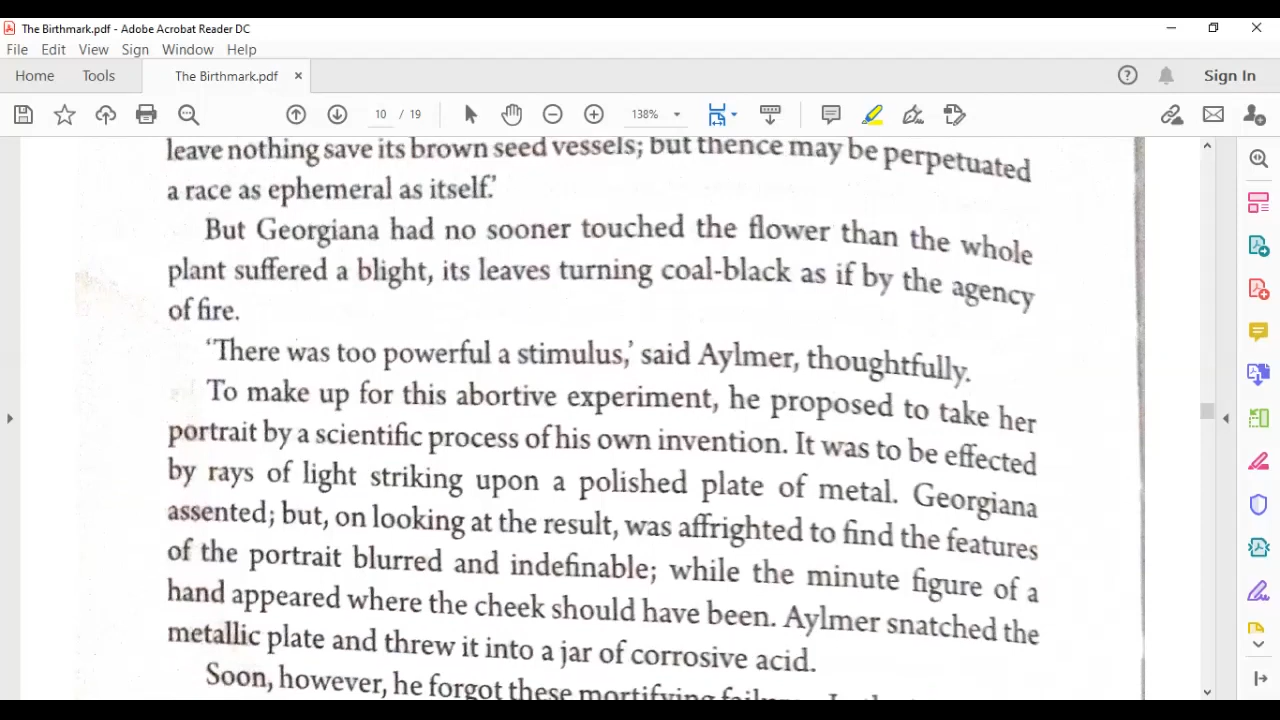 The Birthmark.pdf - Adobe Acrobat Reader DC
File Edit View Sign Window Help
Home Tools The Birthmark.pdf × Sign In
10 / 19 138%
leave nothing save its brown seed vessels; but thence may be perpetuated
a race as ephemeral as itself.'
But Georgiana had no sooner touched the flower than the whole
plant suffered a blight, its leaves turning coal-black as if by the agency
of fire.
'There was too powerful a stimulus,' said Aylmer, thoughtfully.
To make up for this abortive experiment, he proposed to take her
portrait by a scientific process of his own invention. It was to be effected
by rays of light striking upon a polished plate of metal. Georgiana
assented; but, on looking at the result, was affrighted to find the features
of the portrait blurred and indefinable; while the minute figure of a
hand appeared where the cheek should have been. Aylmer snatched the
metallic plate and threw it into a jar of corrosive acid.
Soon, however, he forgot these mortifying